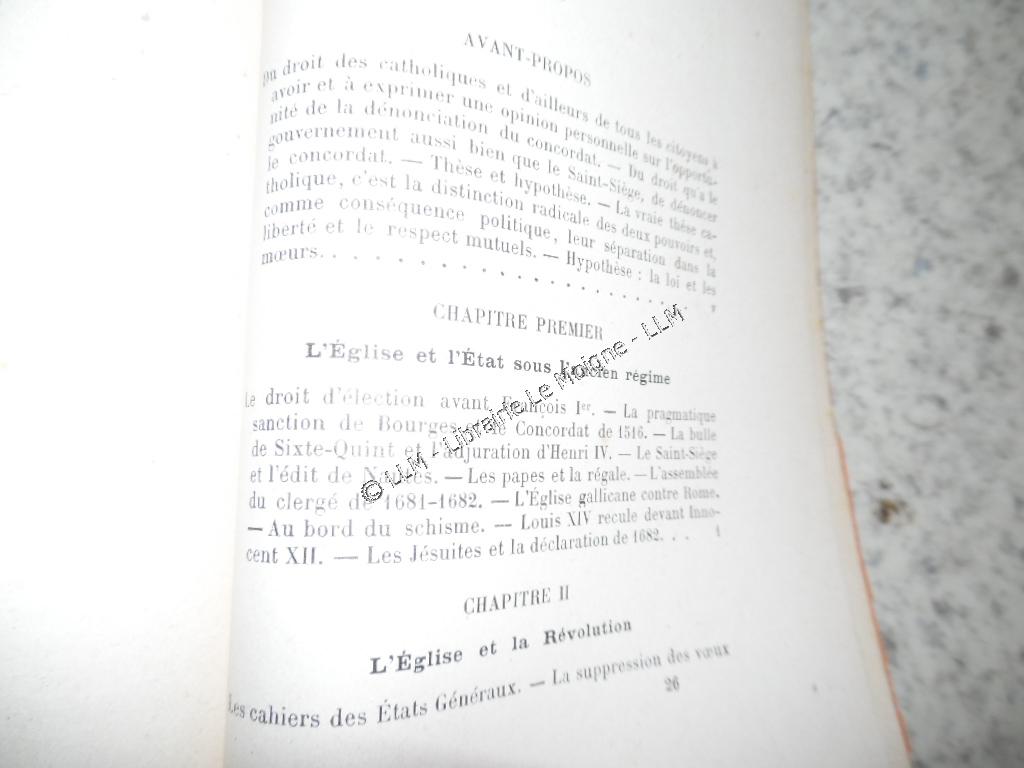 AVANT-PROPOS
Du droit des catholiques et d'ailleurs de tous les citoyens à
avoir et à exprimer une opinion personnelle sur l'opportu-
nité de la dénonciation du concordat. — Du droit qu'a le
gouvernement aussi bien que le Saint-Siège, de dénoncer
le concordat. — Thèse et hypothèse. — La vraie thèse ca-
tholique, c'est la distinction radicale des deux pouvoirs et,
comme conséquence politique, leur séparation dans la
liberté et le respect mutuels. — Hypothèse : la loi et les
mœurs. . . . . . . . . . . . . . . . . . . . v
CHAPITRE PREMIER
L'Église et l'État sous l'ancien régime
Le droit d'élection avant François Ier. — La pragmatique
sanction de Bourges et le Concordat de 1516. — La bulle
de Sixte-Quint et l'adjuration d'Henri IV. — Le Saint-Siège
et l'édit de Nantes. — Les papes et la régale. — L'assemblée
du clergé de 1681-1682. — L'Église gallicane contre Rome.
— Au bord du schisme. — Louis XIV recule devant Inno-
cent XII. — Les Jésuites et la déclaration de 1682. . . 1
CHAPITRE II
L'Église et la Révolution
Les cahiers des États Généraux. — La suppression des vœux
26
© LLM - Librairie Le Moigne - LLM